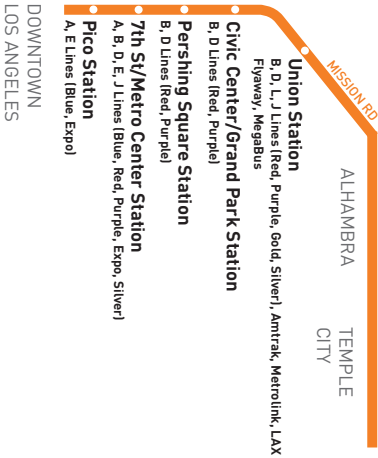 MISSION RD
ALHAMBRA
TEMPLE
CITY
Union Station
B, D, L, J Lines (Red, Purple, Gold, Silver), Amtrak, Metrolink, LAX
Flyaway, MegaBus
Civic Center/Grand Park Station
B, D Lines (Red, Purple)
Pershing Square Station
B, D Lines (Red, Purple)
7th St/Metro Center Station
A, B, D, E, J Lines (Blue, Red, Purple, Expo, Silver)
Pico Station
A, E Lines (Blue, Expo)
DOWNTOWN
LOS ANGELES